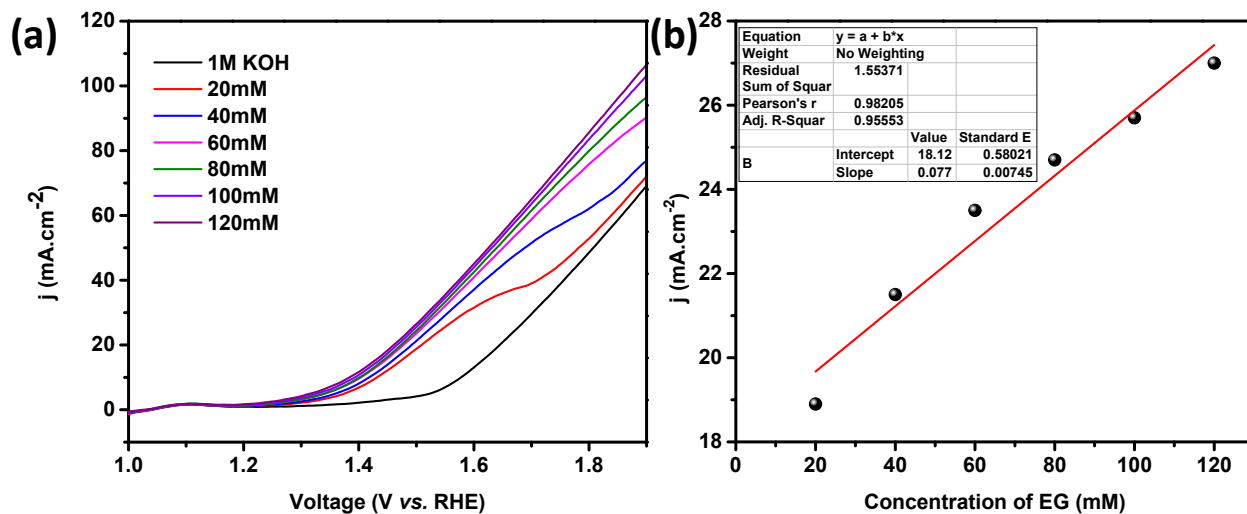 (a)
120
100
80
60
40
20
0
j (mA.cm-2)
1M KOH
20mM
40mM
60mM
80mM
100mM
120mM
1.0 1.2 1.4 1.6 1.8
Voltage (V vs. RHE)
(b)
28
26
24
22
20
18
j (mA.cm-2)
Equation y = a + b*x
Weight No Weighting
Residual 1.55371
Sum of Squar
Pearson's r 0.98205
Adj. R-Squar 0.95553
Value Standard E
B Intercept 18.12 0.58021
Slope 0.077 0.00745
0 20 40 60 80 100 120
Concentration of EG (mM)